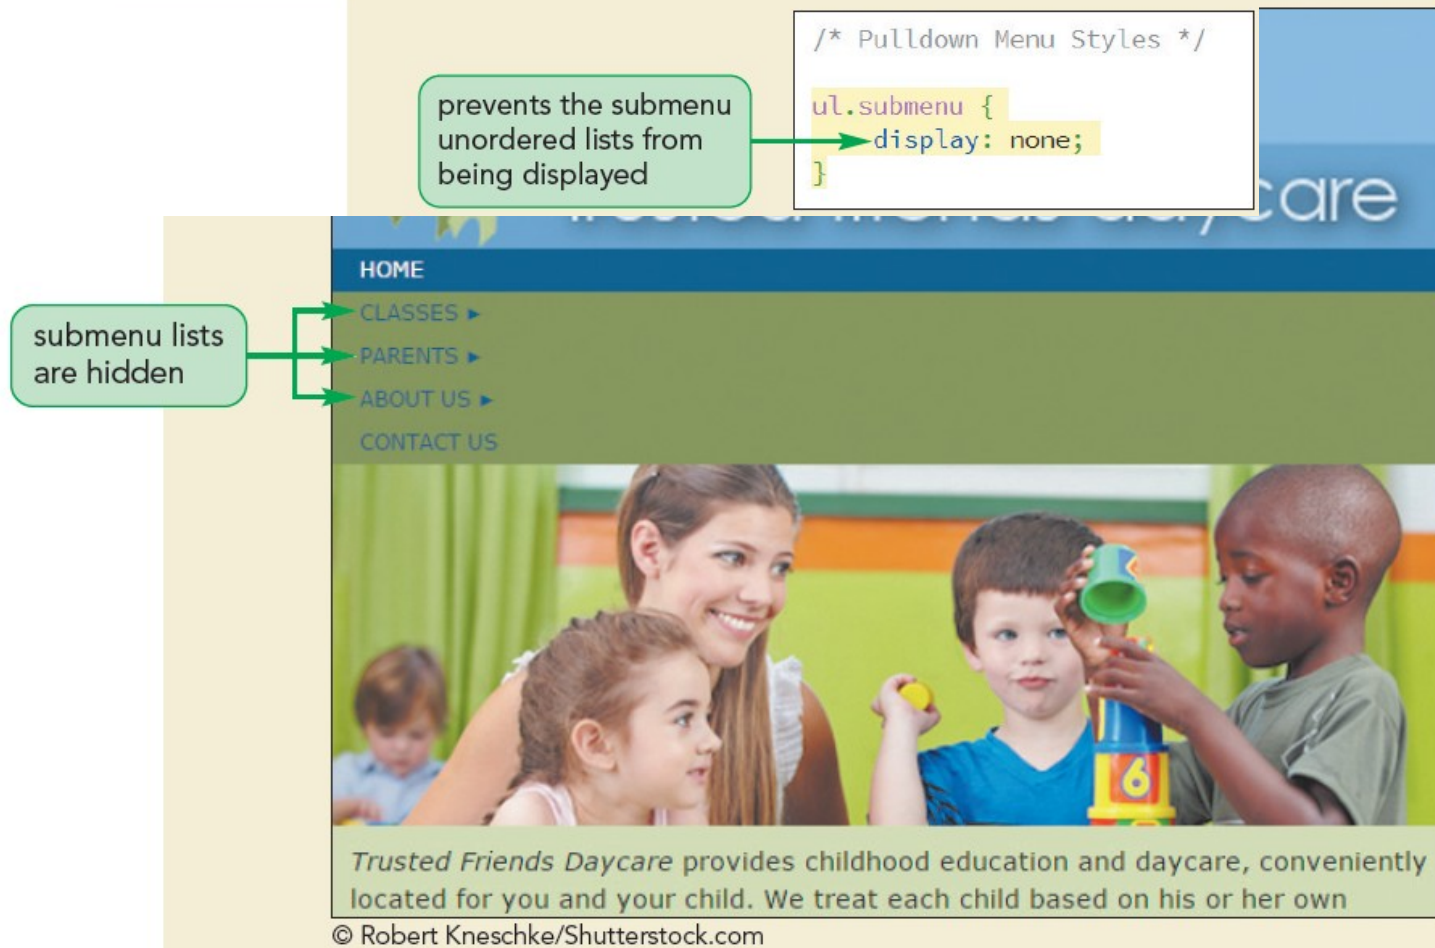 /* Pulldown Menu Styles */
prevents the submenu
unordered lists from
being displayed
ul.submenu {
display: none;
}
daycare
HOME
submenu lists
are hidden
CLASSES ▸
PARENTS ▸
ABOUT US ▸
CONTACT US
6
Trusted Friends Daycare provides childhood education and daycare, conveniently
located for you and your child. We treat each child based on his or her own
© Robert Kneschke/Shutterstock.com